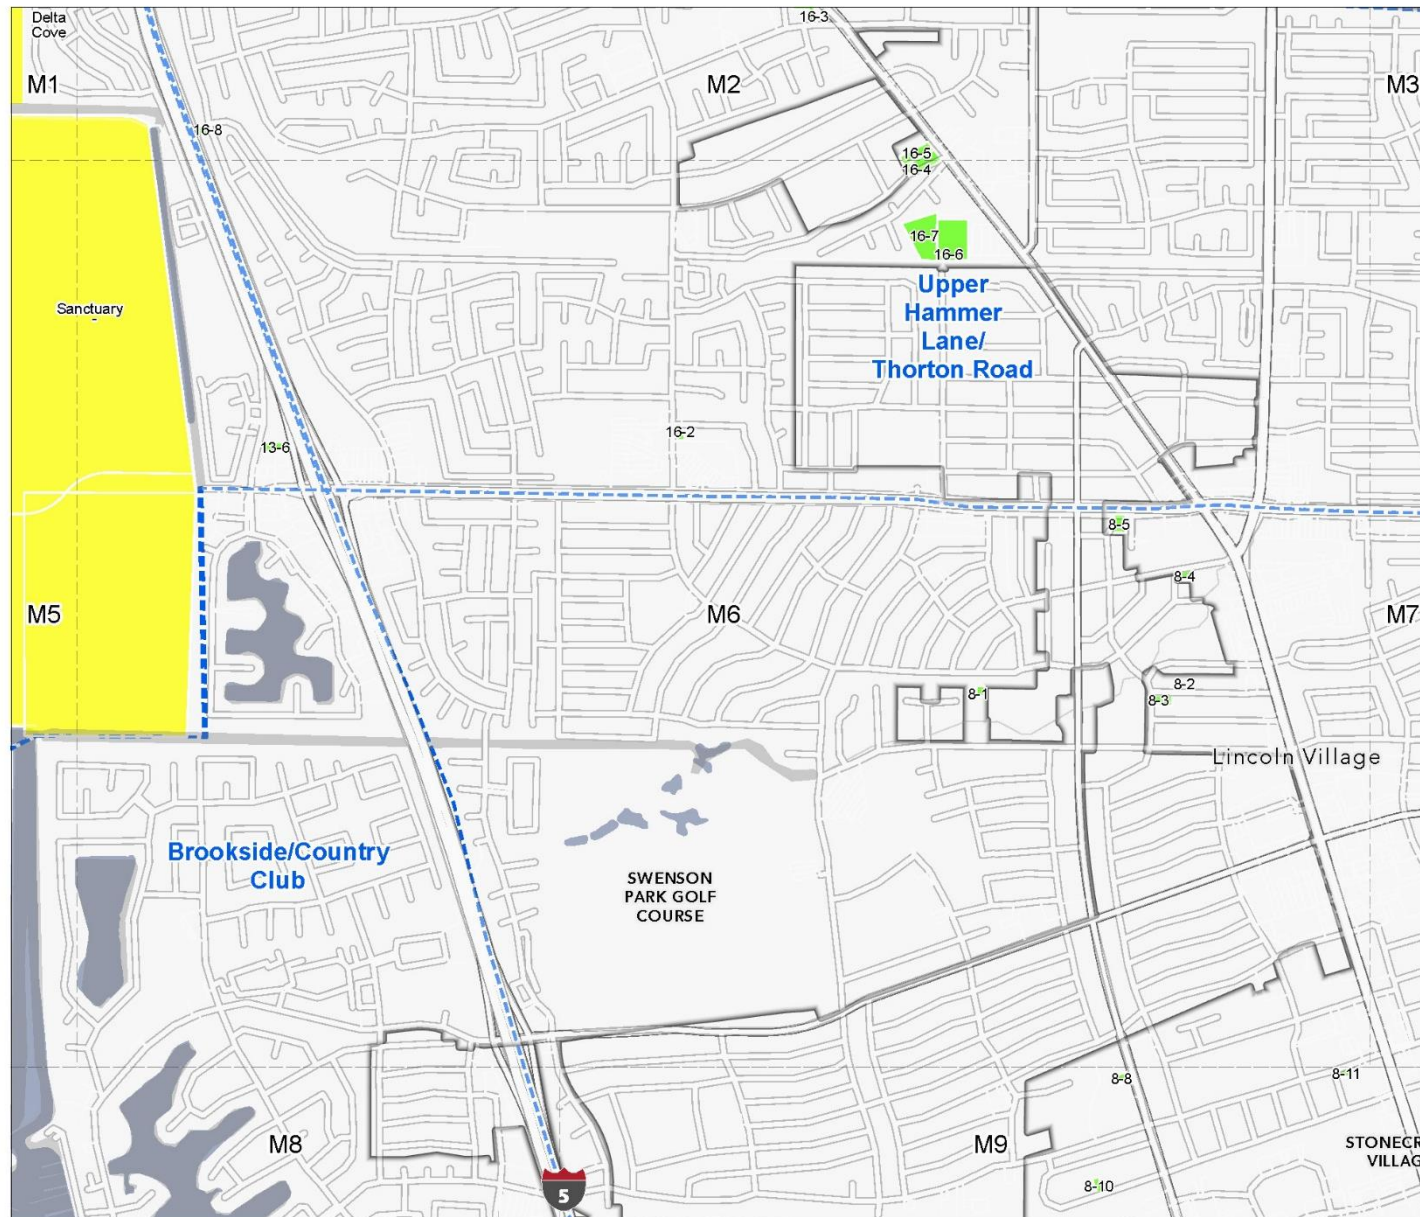 Delta
Cove
16-3
M1
M2
M3
16-8
16-5
16-4
16-7
16-6
Sanctuary
Upper
Hammer
Lane/
Thorton Road
16-2
13-6
8-5
8-4
M5
M6
M7
8-2
8-1
8-3
Lincoln Village
Brookside/Country
Club
SWENSON
PARK GOLF
COURSE
8-8
8-11
M8
M9
STONECR
VILLAG
8-10
5